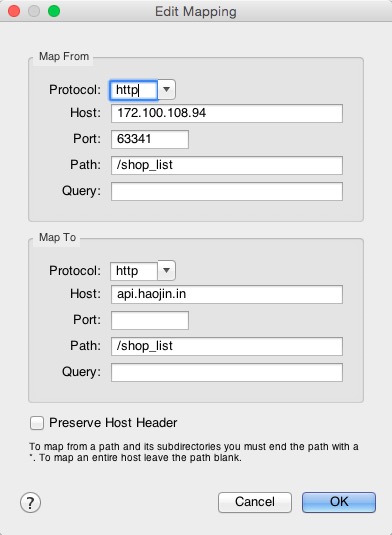 Edit Mapping
Map From
Protocol: http
Host: 172.100.108.94
Port: 63341
Path: /shop_list
Query:
Map To
Protocol: http
Host: api.haojin.in
Port:
Path: /shop_list
Query:
Preserve Host Header
To map from a path and its subdirectories you must end the path with a
*. To map an entire host leave the path blank.
? Cancel OK